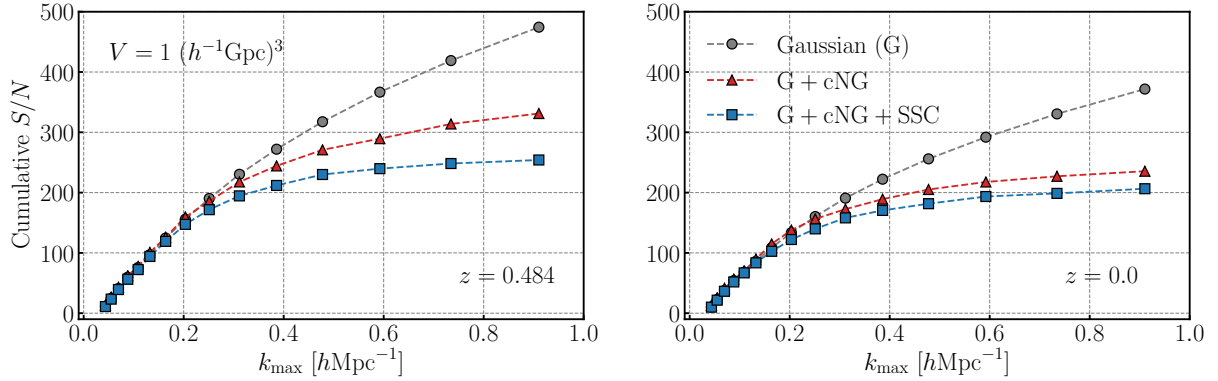 500
400
300
200
100
0
Cumulative S/N
V = 1 (h⁻¹Gpc)³
z = 0.484
0.0 0.2 0.4 0.6 0.8 1.0
k_max [hMpc⁻¹]
500
400
300
200
100
0
Gaussian (G)
G + cNG
G + cNG + SSC
z = 0.0
0.0 0.2 0.4 0.6 0.8 1.0
k_max [hMpc⁻¹]